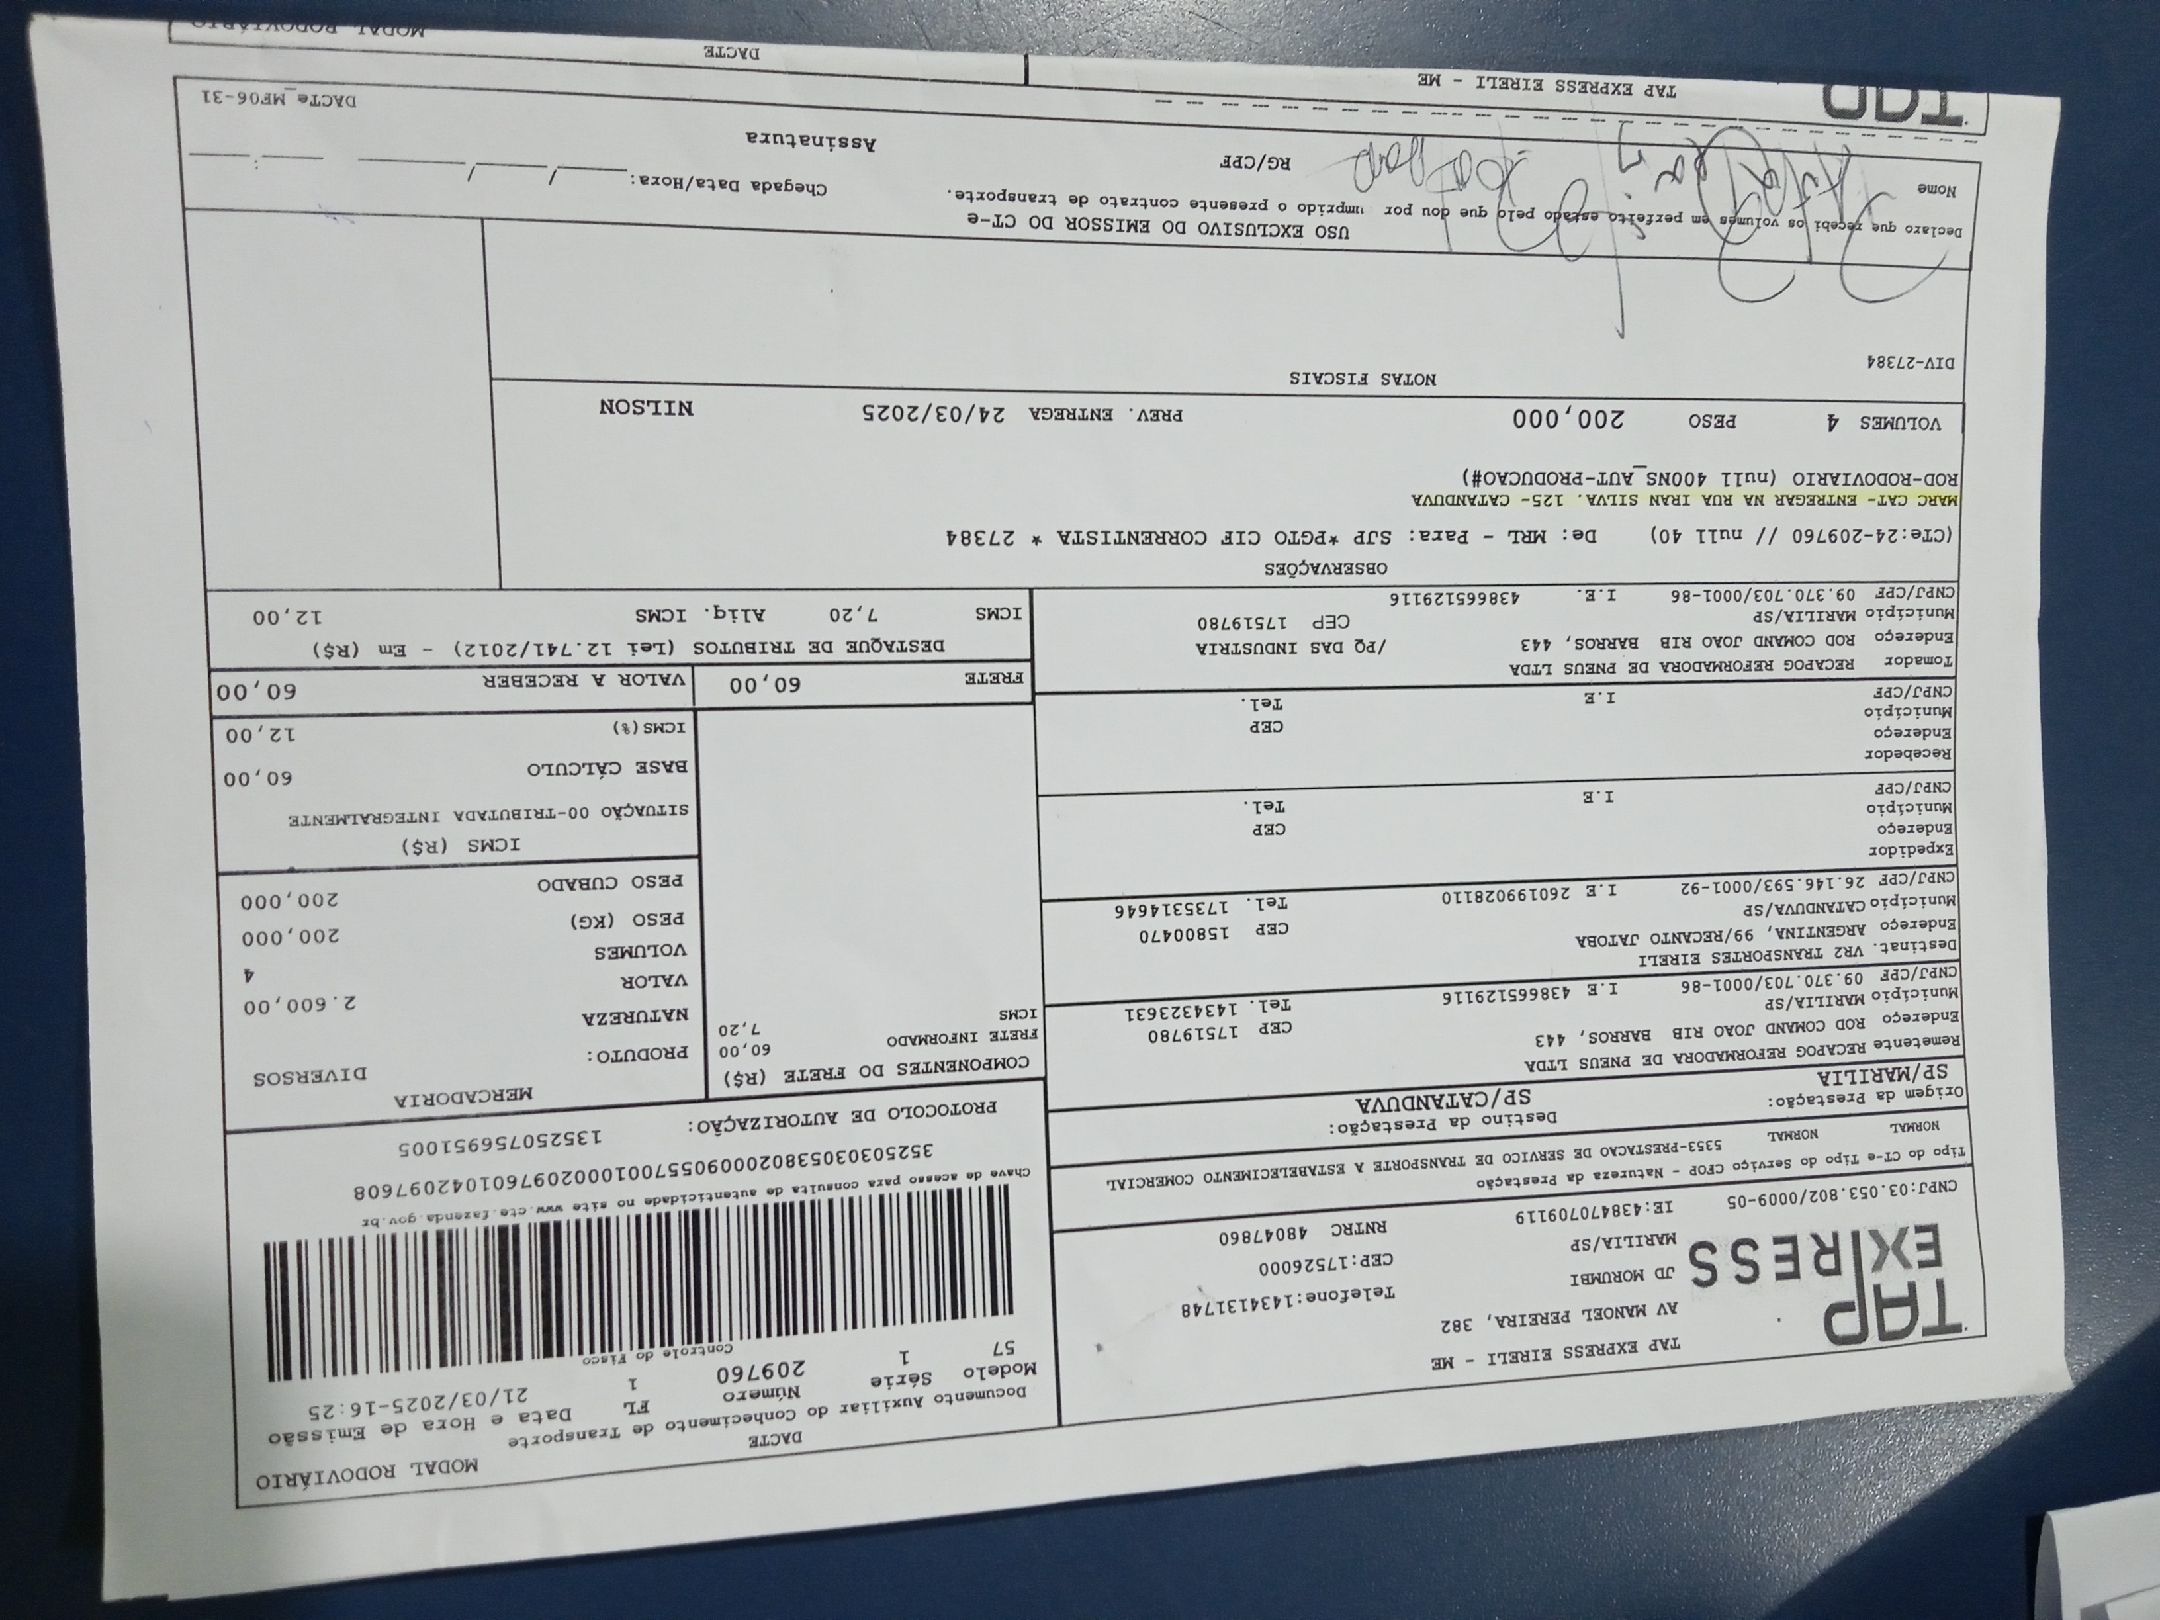 TAP
EXPRESS
TAP EXPRESS EIRELI - ME
AV MANOEL PEREIRA, 382
JD MORUMBI
MARILIA/SP
Telefone:1434131748
CEP:17526000
CNPJ:03.053.802/0009-05 IE:438470709119 RNTRC 48047860
DACTE MODAL RODOVIÁRIO
Documento Auxiliar do Conhecimento de Transporte
Modelo Série Número FL Data e Hora de Emissão
57 1 209760 1 21/03/2025-16:25
Controle do Fisco
Chave de acesso para consulta de autenticidade no site www.cte.fazenda.gov.br
35250303053802000905570010002097601042097608
PROTOCOLO DE AUTORIZAÇÃO: 135250756951005
Tipo do CT-e Tipo do Serviço CFOP - Natureza da Prestação
NORMAL NORMAL 5353-PRESTACAO DE SERVICO DE TRANSPORTE A ESTABELECIMENTO COMERCIAL
Origem da Prestação: Destino da Prestação:
SP/MARILIA SP/CATANDUVA
Remetente RECAPOG REFORMADORA DE PNEUS LTDA
Endereço ROD COMAND JOAO RIB BARROS, 443
Município MARILIA/SP CEP 17519780
CNPJ/CPF 09.370.703/0001-86 I.E 438665129116 Tel. 1434323631
Destinat. VR2 TRANSPORTES EIRELI
Endereço ARGENTINA, 99/RECANTO JATOBA
Município CATANDUVA/SP CEP 15800470
CNPJ/CPF 26.146.593/0001-92 I.E 260199028110 Tel. 1735314646
Expedidor
Endereço
Município CEP
CNPJ/CPF I.E Tel.
Recebedor
Endereço
Município CEP
CNPJ/CPF I.E Tel.
Tomador RECAPOG REFORMADORA DE PNEUS LTDA
Endereço ROD COMAND JOAO RIB BARROS, 443 /PQ DAS INDUSTRIA
Município MARILIA/SP CEP 17519780
CNPJ/CPF 09.370.703/0001-86 I.E. 438665129116
COMPONENTES DO FRETE (R$)
FRETE INFORMADO 60,00
ICMS 7,20
MERCADORIA
PRODUTO: DIVERSOS
NATUREZA
VALOR 2.600,00
VOLUMES 4
PESO (KG) 200,000
PESO CUBADO 200,000
ICMS (R$)
SITUAÇÃO 00-TRIBUTADA INTEGRALMENTE
BASE CÁLCULO 60,00
ICMS(%) 12,00
FRETE 60,00 VALOR A RECEBER 60,00
DESTAQUE DE TRIBUTOS (Lei 12.741/2012) - Em (R$)
ICMS 7,20 Aliq. ICMS 12,00
OBSERVAÇÕES
(CTe:24-209760 // null 40) De: MRL - Para: SJP *PGTO CIF CORRENTISTA * 27384
MARC CAT- ENTREGAR NA RUA IRAN SILVA. 125- CATANDUVA
ROD-RODOVIARIO (null 400NS_AUT-PRODUCAO#)
VOLUMES 4 PESO 200,000 PREV. ENTREGA 24/03/2025 NILSON
NOTAS FISCAIS
DIV-27384
USO EXCLUSIVO DO EMISSOR DO CT-e
Declaro que recebi os volumes em perfeito estado pelo que dou por umprido o presente contrato de transporte.
Nome RG/CPF Assinatura Chegada Data/Hora: ____/____/____ ____:____
DACTe_MF06-31
TAP
TAP EXPRESS EIRELI - ME
DACTE MODAL RODOVIÁRIO